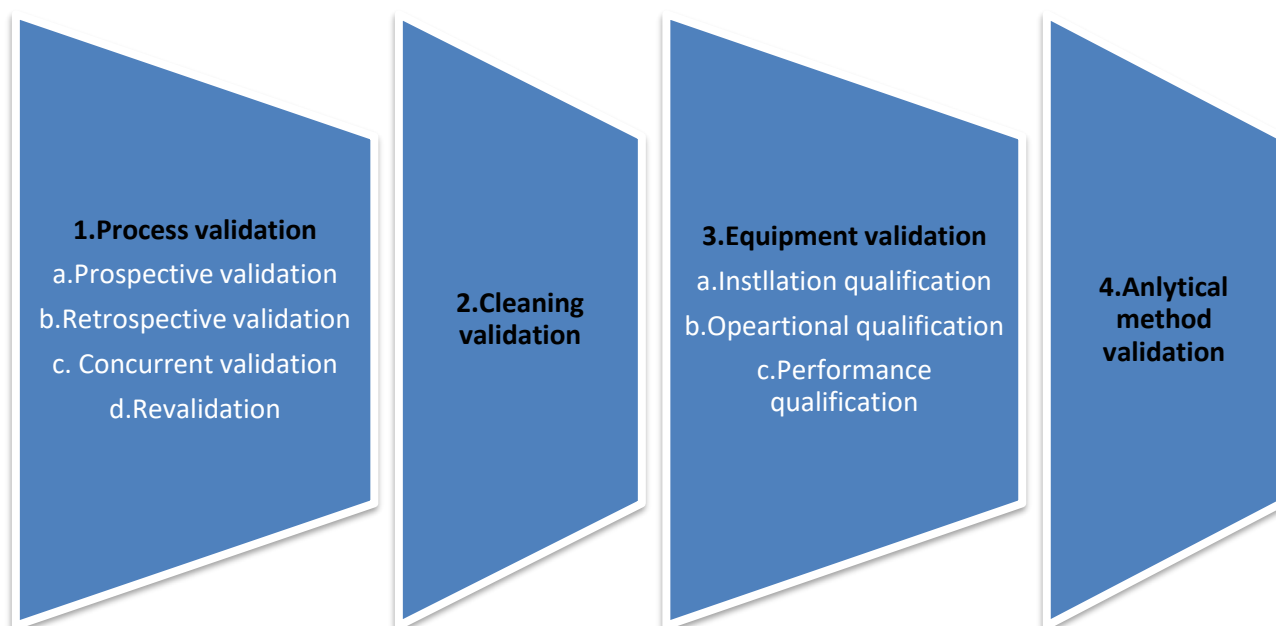 1.Process validation
a.Prospective validation
b.Retrospective validation
c. Concurrent validation
d.Revalidation
2.Cleaning
validation
3.Equipment validation
a.Instllation qualification
b.Opeartional qualification
c.Performance
qualification
4.Anlytical
method
validation